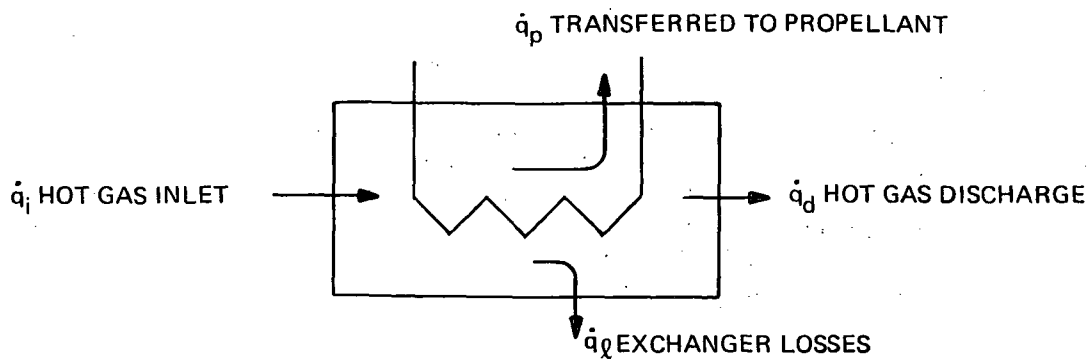 q̇p TRANSFERRED TO PROPELLANT
q̇i HOT GAS INLET
q̇d HOT GAS DISCHARGE
q̇ℓ EXCHANGER LOSSES